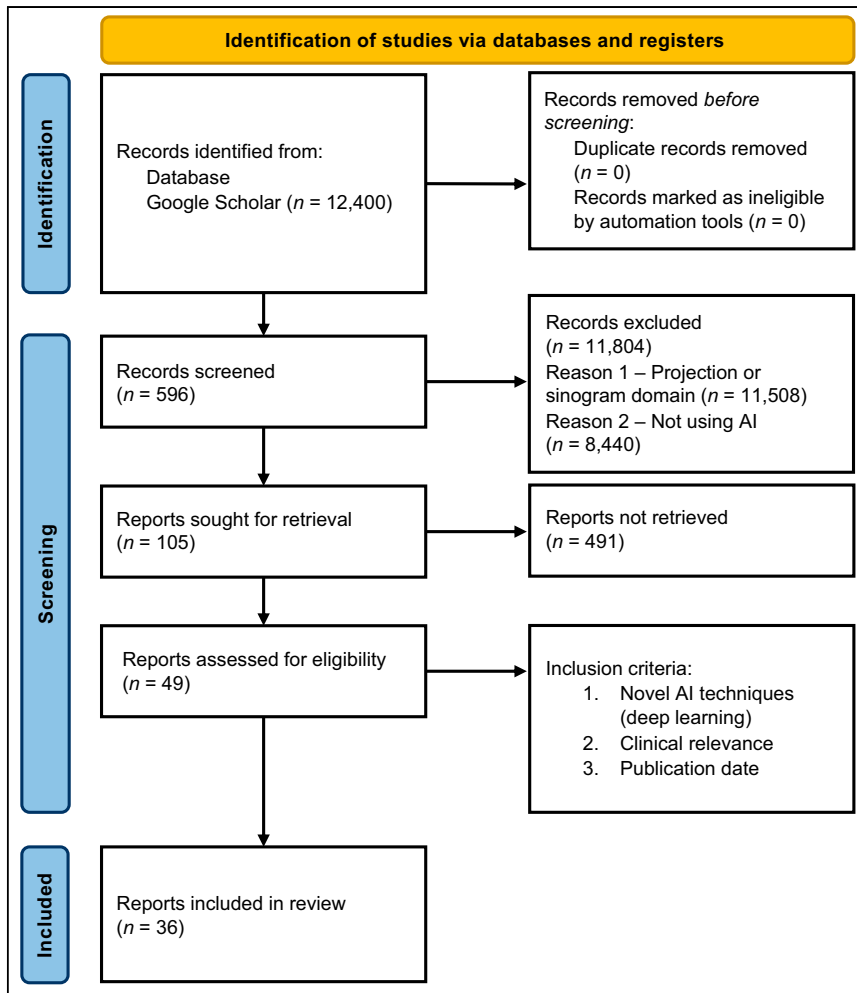 Identification of studies via databases and registers
Identification
Records identified from:
Database
Google Scholar (n = 12,400)
Records removed before
screening:
Duplicate records removed
(n = 0)
Records marked as ineligible
by automation tools (n = 0)
Screening
Records screened
(n = 596)
Records excluded
(n = 11,804)
Reason 1 – Projection or
sinogram domain (n = 11,508)
Reason 2 – Not using AI
(n = 8,440)
Reports sought for retrieval
(n = 105)
Reports not retrieved
(n = 491)
Reports assessed for eligibility
(n = 49)
Inclusion criteria:
1. Novel AI techniques
(deep learning)
2. Clinical relevance
3. Publication date
Included
Reports included in review
(n = 36)